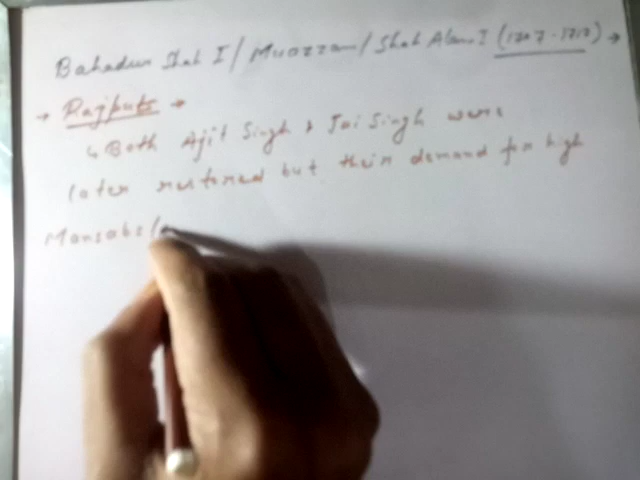 Bahadur Shah I / Muazzam / Shah Alam I (1707-1712) →
→ Rajputs →
↳ Both Ajit Singh & Jai Singh were
later restored but their demand for high
Mansabs (